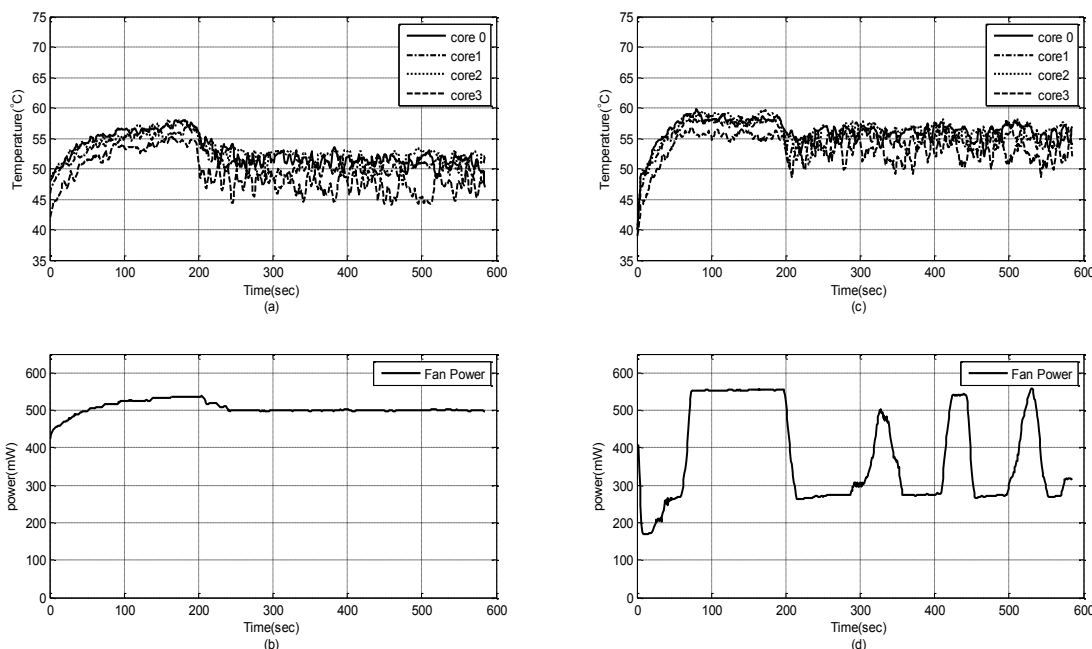 75
70
65
60
55
50
45
40
35
Temperature(°C)
0 100 200 300 400 500 600
Time(sec)
(a)
core 0
core1
core2
core3
75
70
65
60
55
50
45
40
35
Temperature(°C)
0 100 200 300 400 500 600
Time(sec)
(c)
core 0
core1
core2
core3
600
500
400
300
200
100
0
power(mW)
0 100 200 300 400 500 600
Time(sec)
(b)
Fan Power
600
500
400
300
200
100
0
power(mW)
0 100 200 300 400 500 600
Time(sec)
(d)
Fan Power